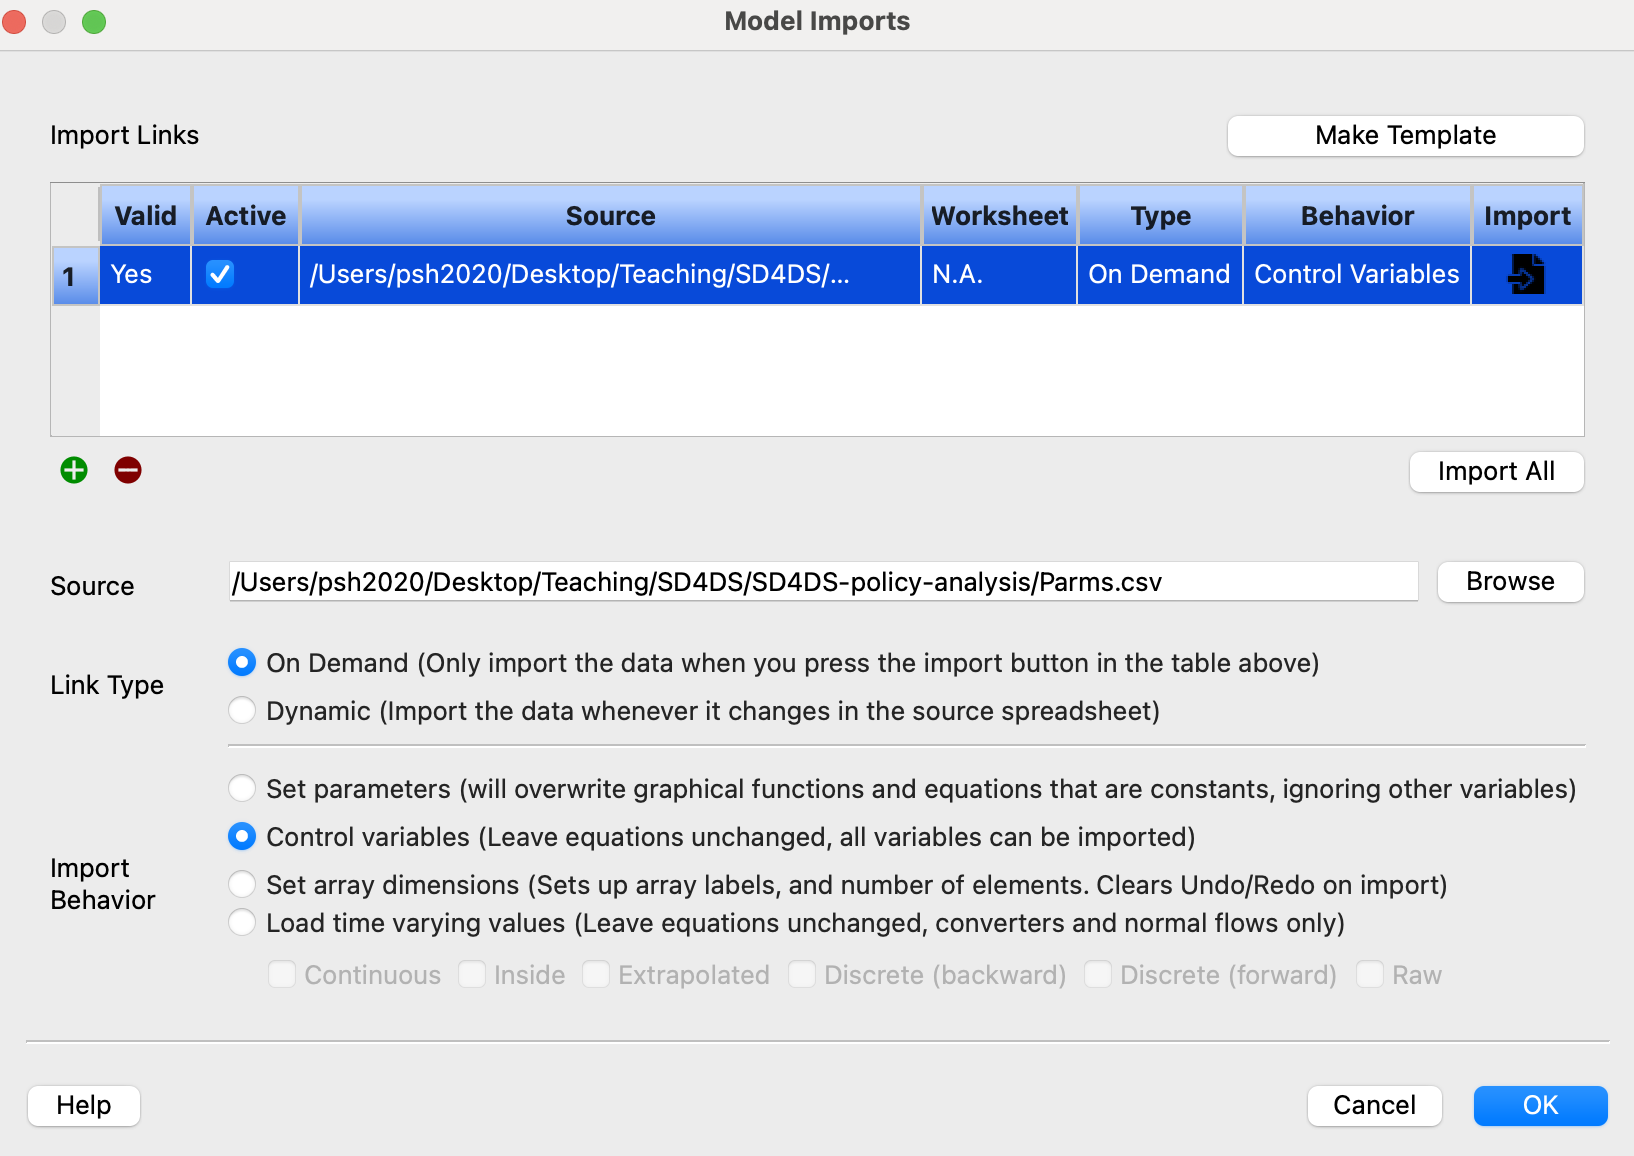 Model Imports
Import Links
Make Template
Valid Active Source Worksheet Type Behavior Import
1 Yes /Users/psh2020/Desktop/Teaching/SD4DS/... N.A. On Demand Control Variables
Import All
Source /Users/psh2020/Desktop/Teaching/SD4DS/SD4DS-policy-analysis/Parms.csv Browse
Link Type
On Demand (Only import the data when you press the import button in the table above)
Dynamic (Import the data whenever it changes in the source spreadsheet)
Import
Behavior
Set parameters (will overwrite graphical functions and equations that are constants, ignoring other variables)
Control variables (Leave equations unchanged, all variables can be imported)
Set array dimensions (Sets up array labels, and number of elements. Clears Undo/Redo on import)
Load time varying values (Leave equations unchanged, converters and normal flows only)
Continuous Inside Extrapolated Discrete (backward) Discrete (forward) Raw
Help Cancel OK